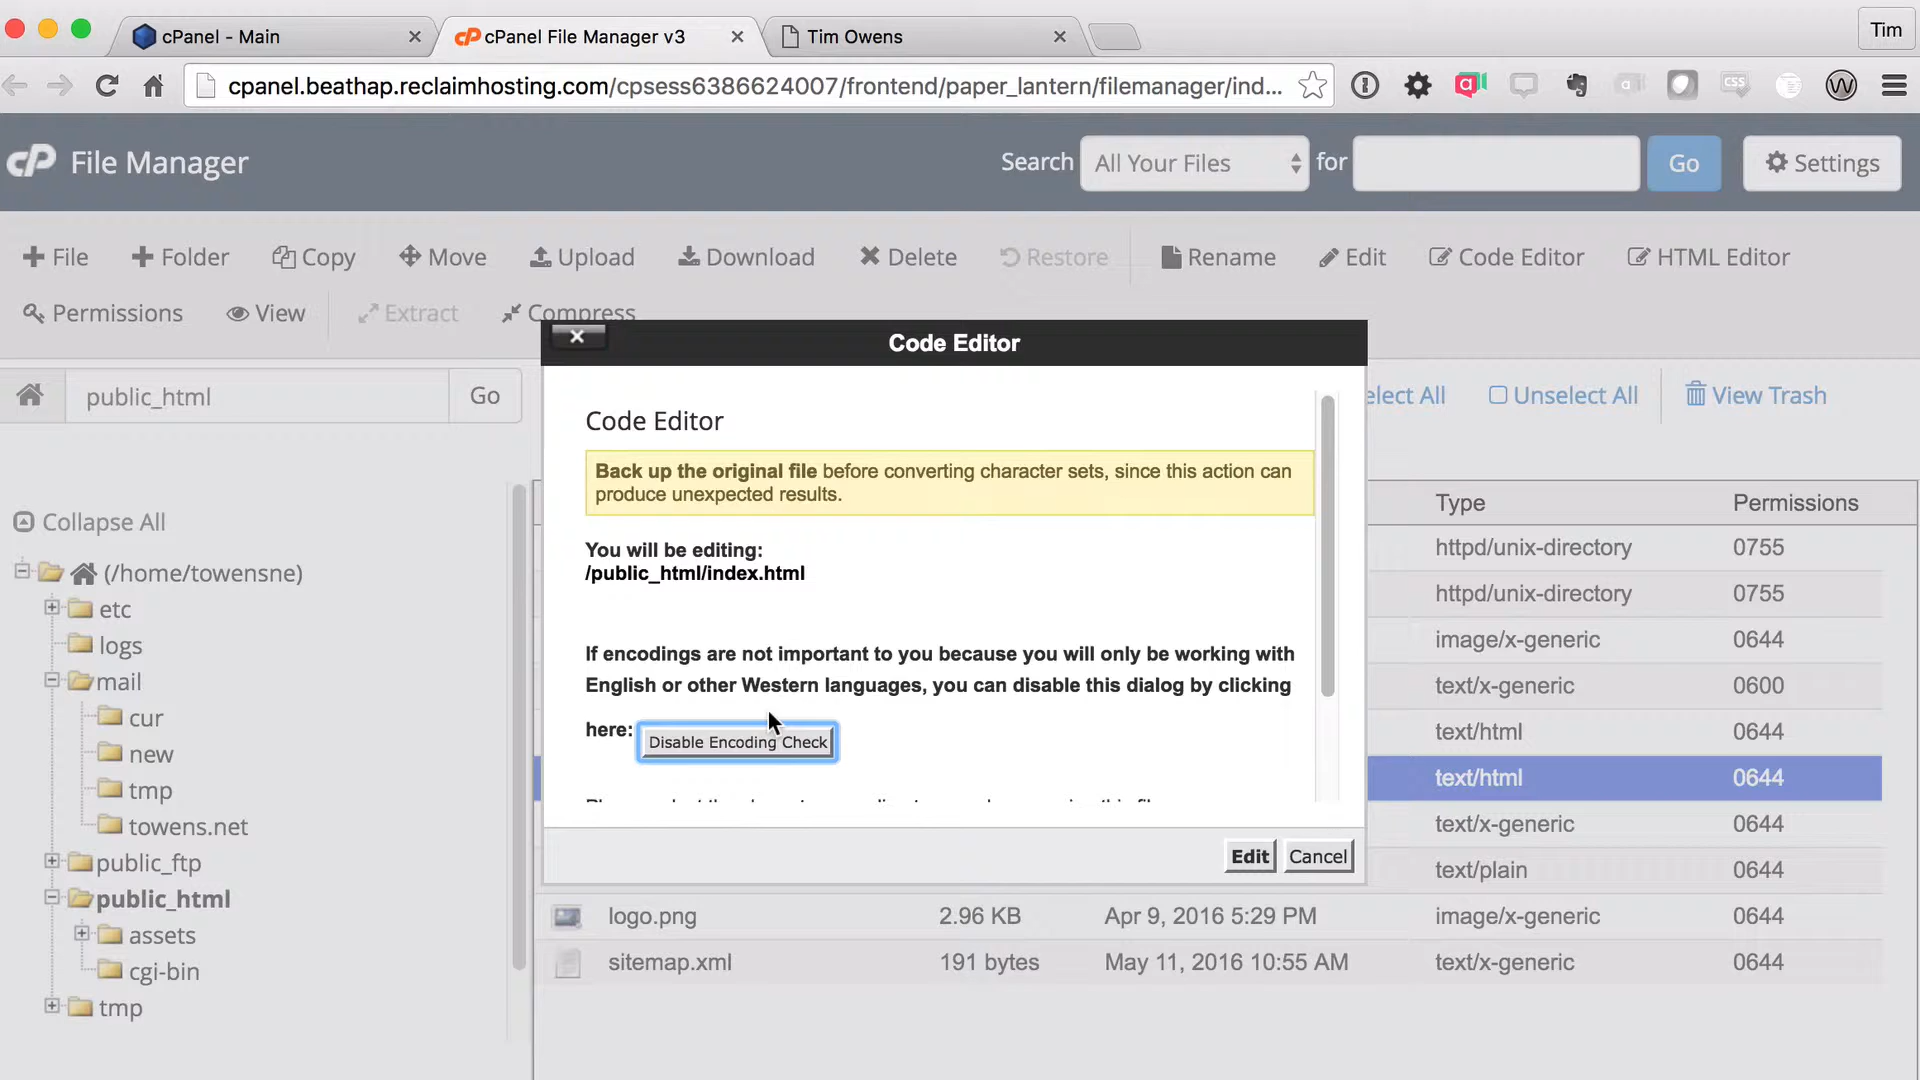 cPanel - Main
cPanel File Manager v3
Tim Owens
Tim
cpanel.beathap.reclaimhosting.com/cpsess6386624007/frontend/paper_lantern/filemanager/ind...
File Manager
Search All Your Files for Go Settings
File Folder Copy Move Upload Download Delete Restore Rename Edit Code Editor HTML Editor
Permissions View Extract Compress
Code Editor
public_html Go
elect All Unselect All View Trash
Code Editor
Back up the original file before converting character sets, since this action can
produce unexpected results.
You will be editing:
/public_html/index.html
If encodings are not important to you because you will only be working with
English or other Western languages, you can disable this dialog by clicking
here: Disable Encoding Check
Edit Cancel
Collapse All
(/home/towensne)
etc
logs
mail
cur
new
tmp
towens.net
public_ftp
public_html
assets
cgi-bin
tmp
Type Permissions
httpd/unix-directory 0755
httpd/unix-directory 0755
image/x-generic 0644
text/x-generic 0600
text/html 0644
text/html 0644
text/x-generic 0644
text/plain 0644
logo.png 2.96 KB Apr 9, 2016 5:29 PM image/x-generic 0644
sitemap.xml 191 bytes May 11, 2016 10:55 AM text/x-generic 0644